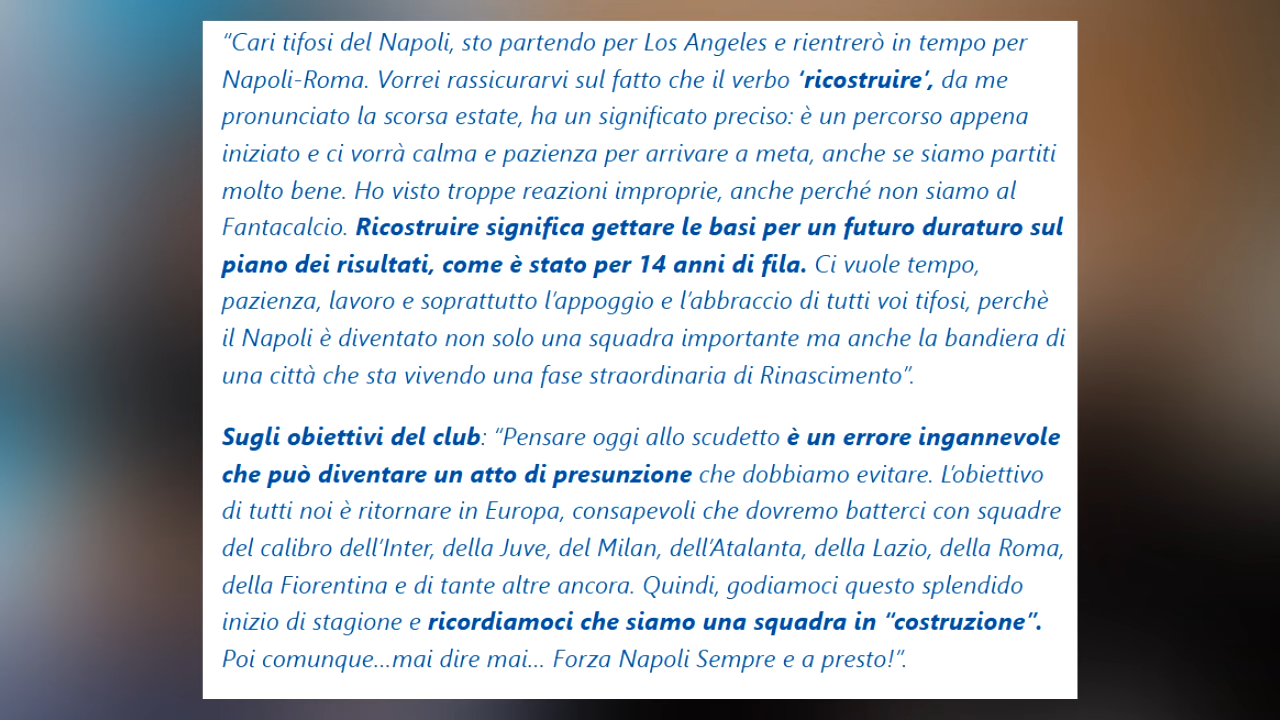 “Cari tifosi del Napoli, sto partendo per Los Angeles e rientrerò in tempo per
Napoli-Roma. Vorrei rassicurarvi sul fatto che il verbo ‘ricostruire’, da me
pronunciato la scorsa estate, ha un significato preciso: è un percorso appena
iniziato e ci vorrà calma e pazienza per arrivare a meta, anche se siamo partiti
molto bene. Ho visto troppe reazioni improprie, anche perché non siamo al
Fantacalcio. Ricostruire significa gettare le basi per un futuro duraturo sul
piano dei risultati, come è stato per 14 anni di fila. Ci vuole tempo,
pazienza, lavoro e soprattutto l’appoggio e l’abbraccio di tutti voi tifosi, perchè
il Napoli è diventato non solo una squadra importante ma anche la bandiera di
una città che sta vivendo una fase straordinaria di Rinascimento”.
Sugli obiettivi del club: “Pensare oggi allo scudetto è un errore ingannevole
che può diventare un atto di presunzione che dobbiamo evitare. L’obiettivo
di tutti noi è ritornare in Europa, consapevoli che dovremo batterci con squadre
del calibro dell’Inter, della Juve, del Milan, dell’Atalanta, della Lazio, della Roma,
della Fiorentina e di tante altre ancora. Quindi, godiamoci questo splendido
inizio di stagione e ricordiamoci che siamo una squadra in “costruzione”.
Poi comunque…mai dire mai… Forza Napoli Sempre e a presto!”.